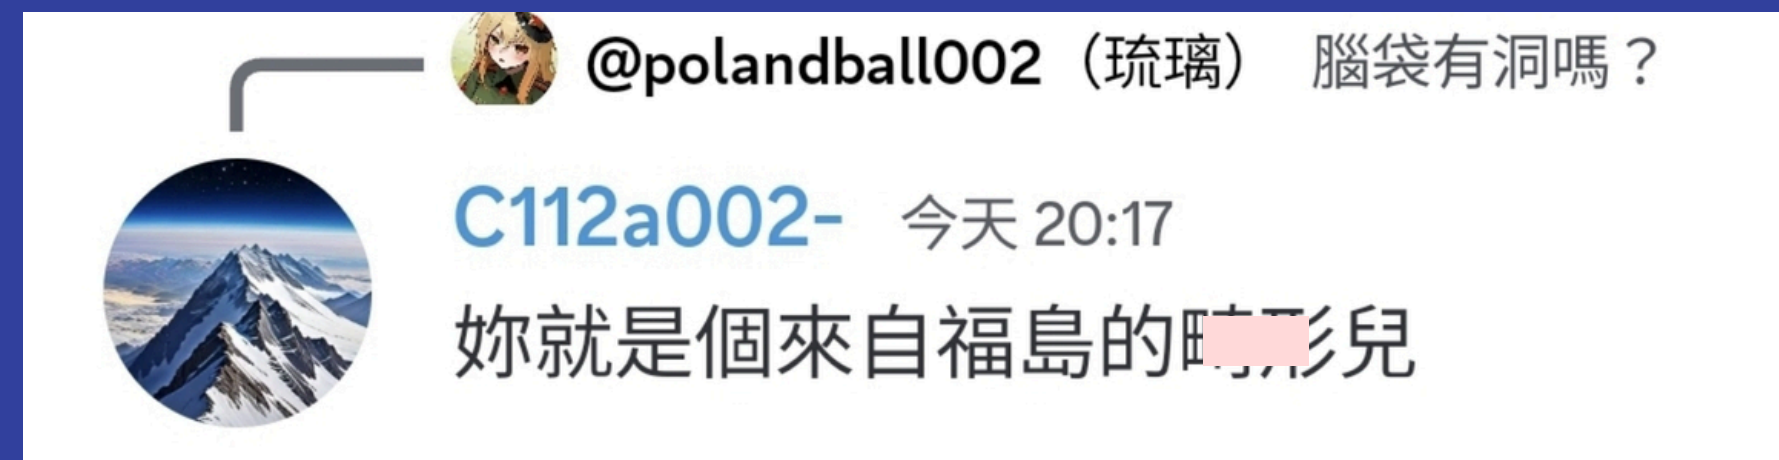 @polandball002（琉璃） 腦袋有洞嗎？
C112a002- 今天 20:17
妳就是個來自福島的兒